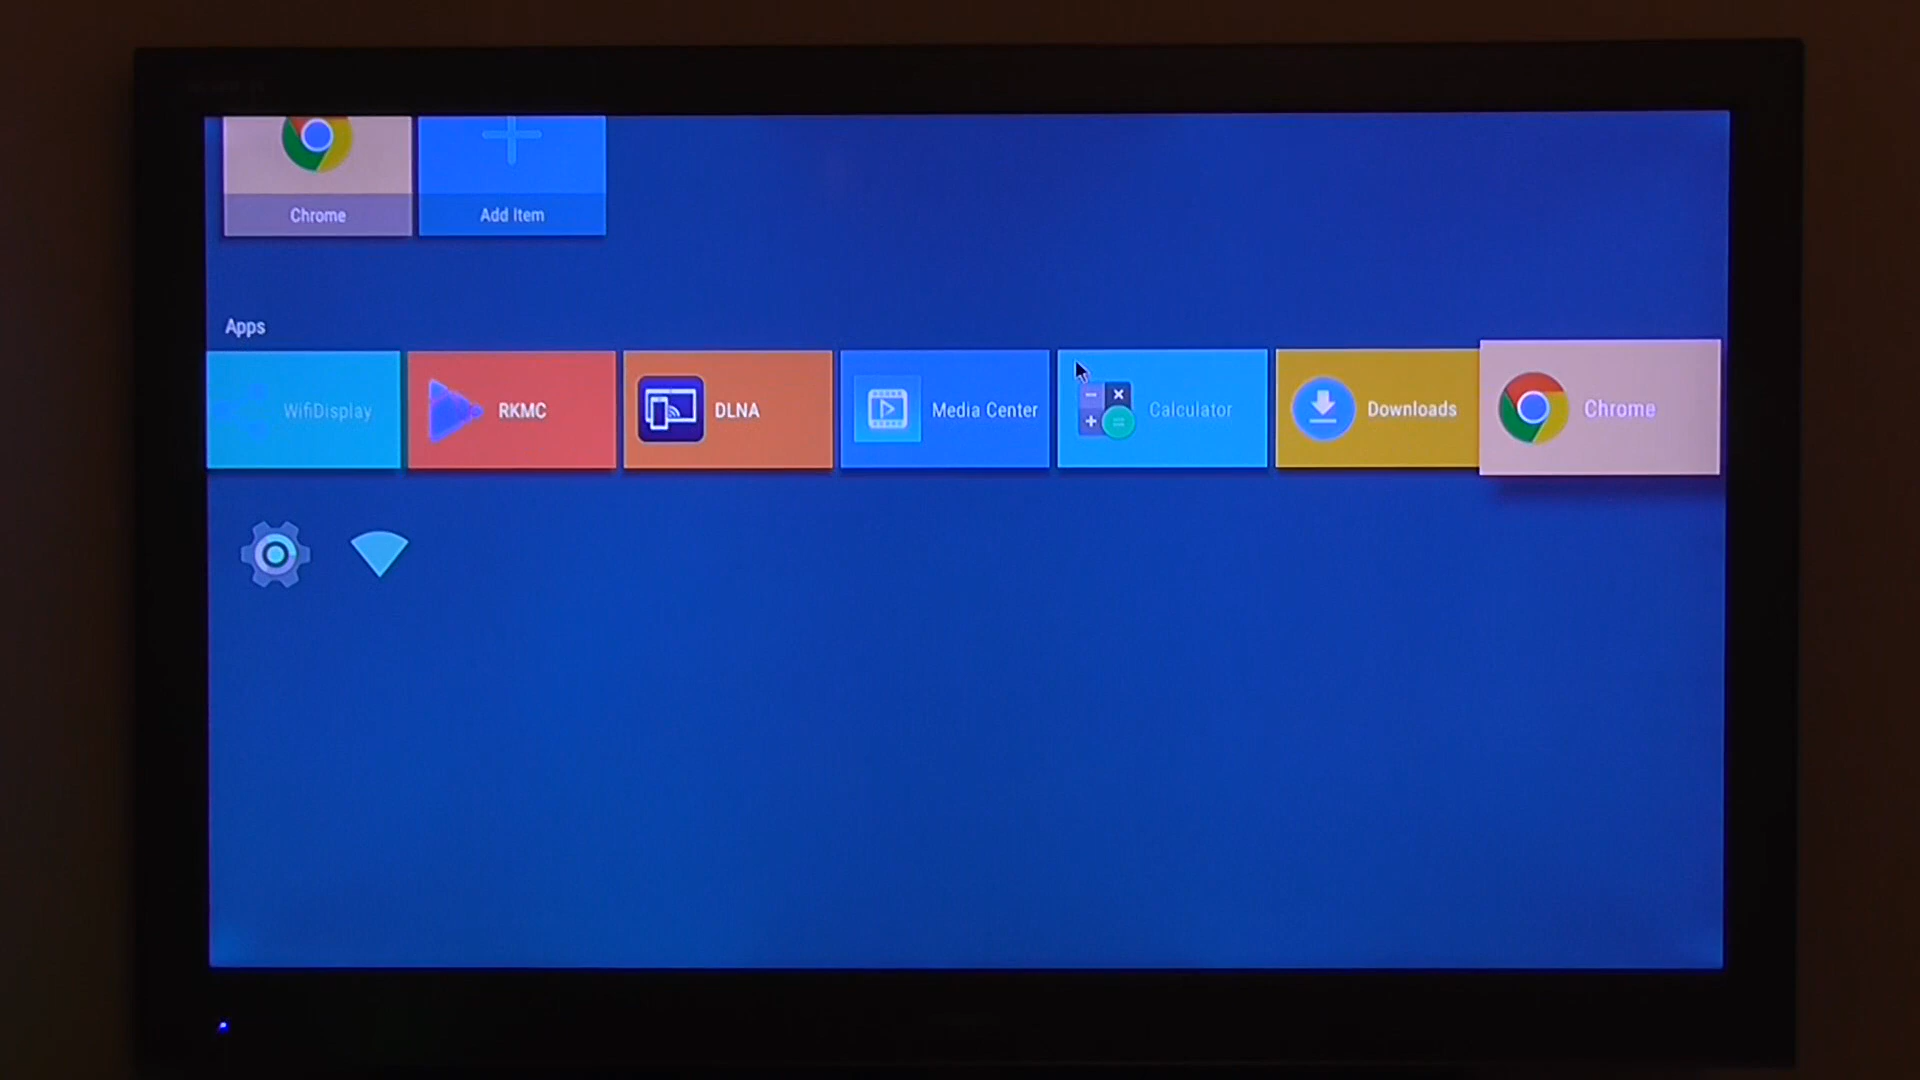 Chrome
Add Item
Apps
WifiDisplay
RKMC
DLNA
Media Center
Calculator
Downloads
Chrome